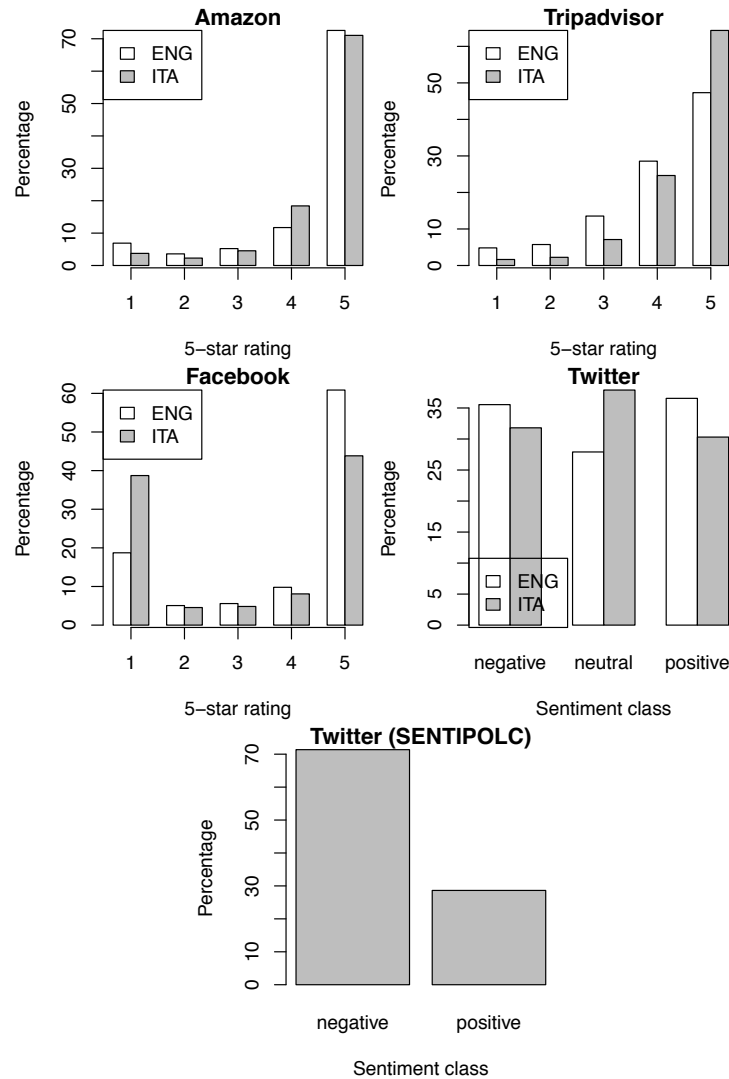 Amazon
ENG
ITA
Percentage
0
10
30
50
70
1 2 3 4 5
5−star rating
Tripadvisor
ENG
ITA
Percentage
0
10
30
50
1 2 3 4 5
5−star rating
Facebook
ENG
ITA
Percentage
0
10
20
30
40
50
60
1 2 3 4 5
5−star rating
Twitter
ENG
ITA
Percentage
0
5
15
25
35
negative neutral positive
Sentiment class
Twitter (SENTIPOLC)
Percentage
0
10
30
50
70
negative positive
Sentiment class